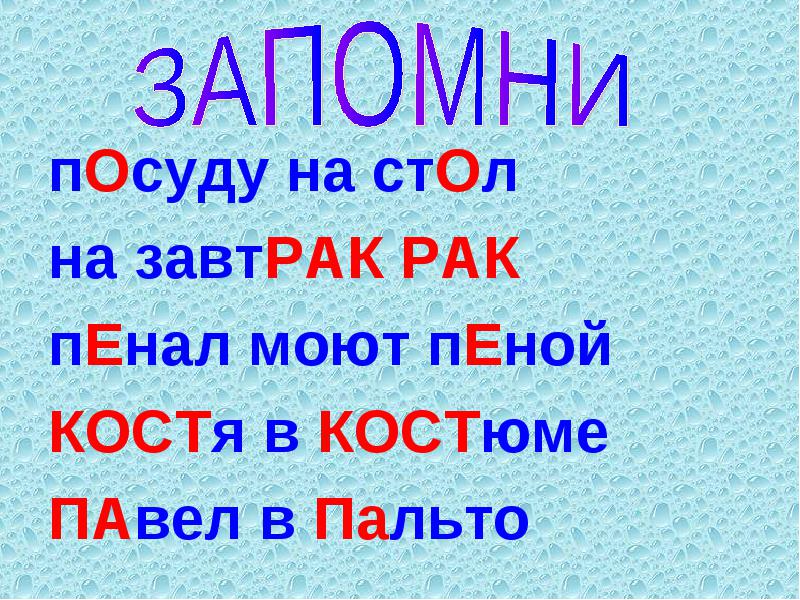 ЗАПОМНИ
пОсуду на стОл
на завтРАК РАК
пЕнал моют пЕной
КОСТя в КОСТюме
ПАвел в Пальто